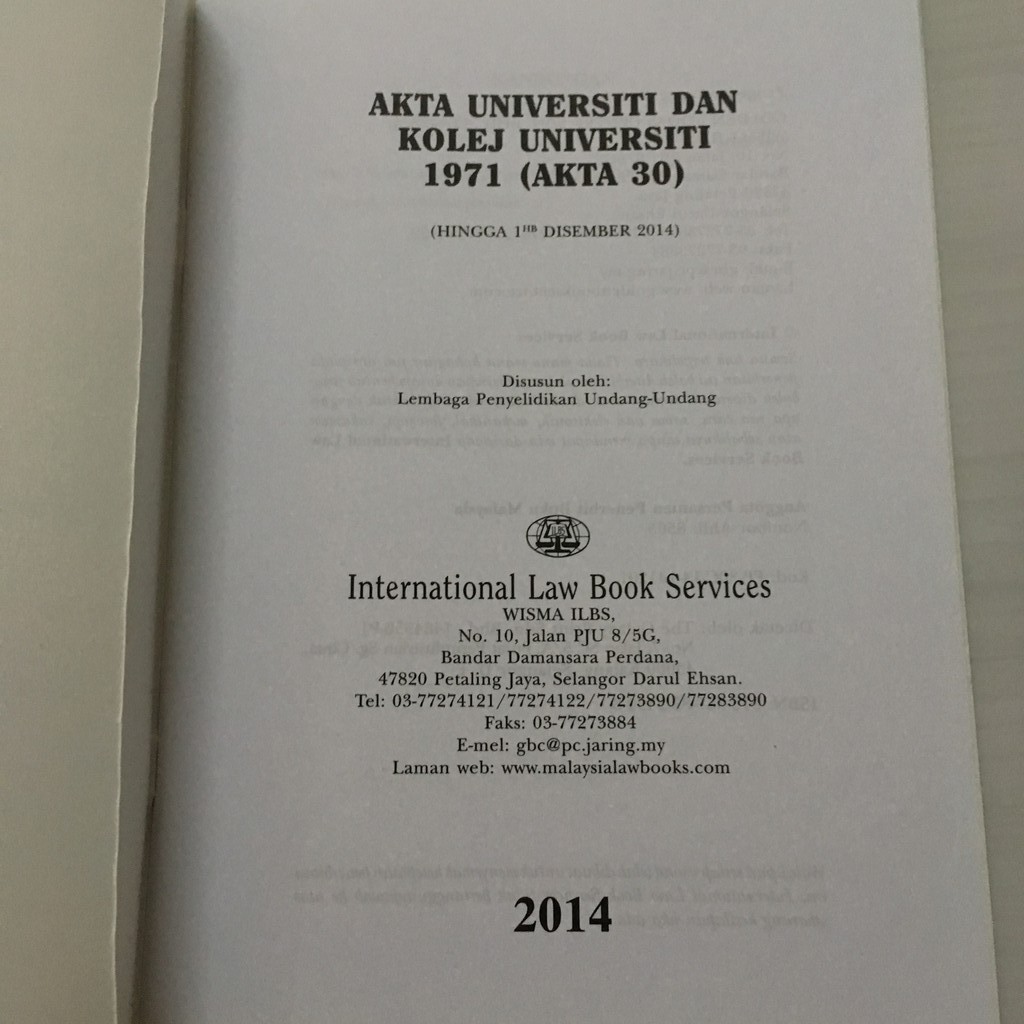 AKTA UNIVERSITI DAN
KOLEJ UNIVERSITI
1971 (AKTA 30)
(HINGGA 1HB DISEMBER 2014)
Disusun oleh:
Lembaga Penyelidikan Undang-Undang
International Law Book Services
WISMA ILBS,
No. 10, Jalan PJU 8/5G,
Bandar Damansara Perdana,
47820 Petaling Jaya, Selangor Darul Ehsan.
Tel: 03-77274121/77274122/77273890/77283890
Faks: 03-77273884
E-mel: gbc@pc.jaring.my
Laman web: www.malaysialawbooks.com
2014